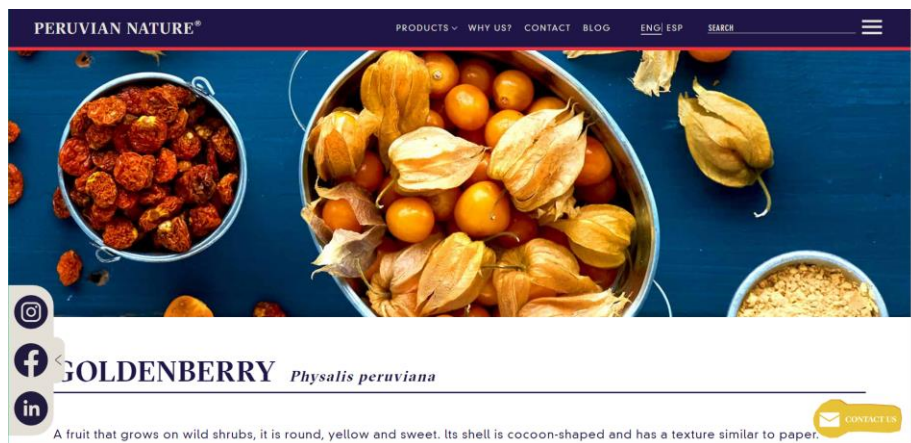 PERUVIAN NATURE®
PRODUCTS WHY US? CONTACT BLOG ENG| ESP SEARCH
GOLDENBERRY Physalis peruviana
A fruit that grows on wild shrubs, it is round, yellow and sweet. Its shell is cocoon-shaped and has a texture similar to paper.
CONTACT US